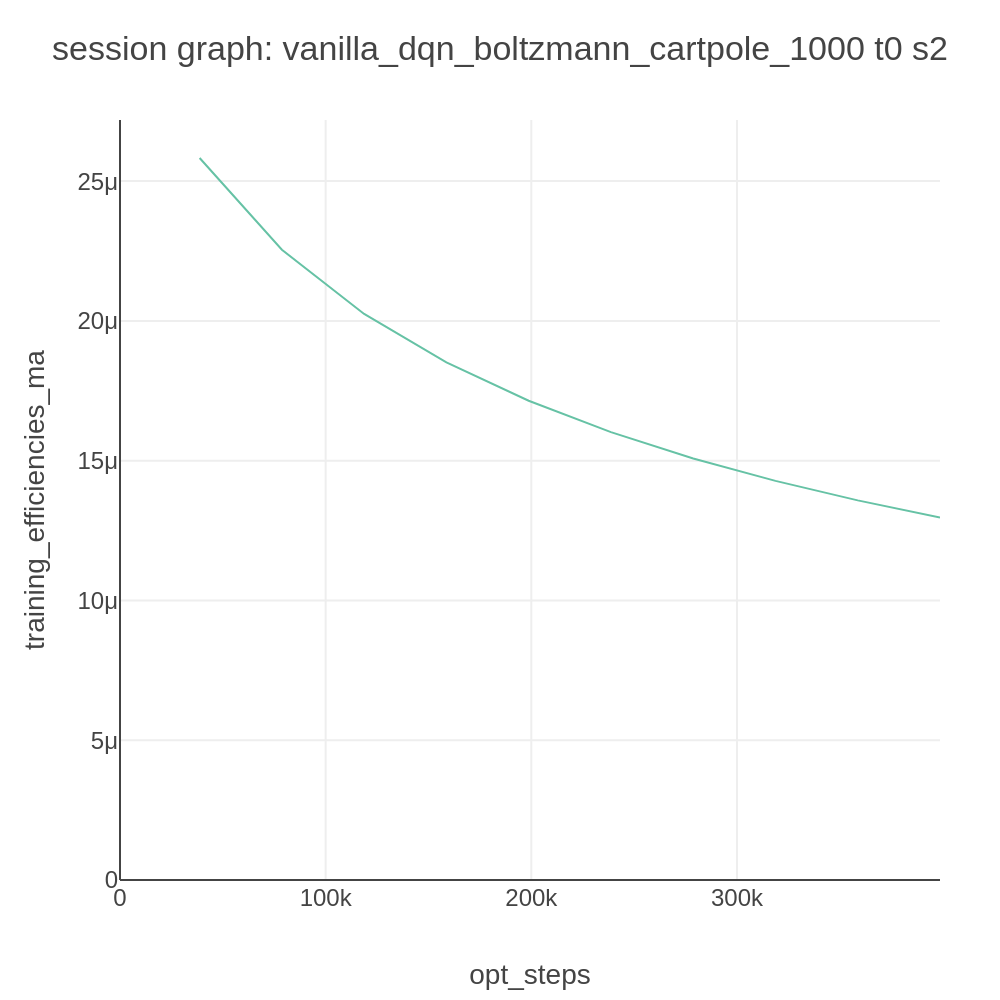 session graph: vanilla_dqn_boltzmann_cartpole_1000 t0 s2
training_efficiencies_ma
25μ
20μ
15μ
10μ
5μ
0
0
100k
200k
300k
opt_steps